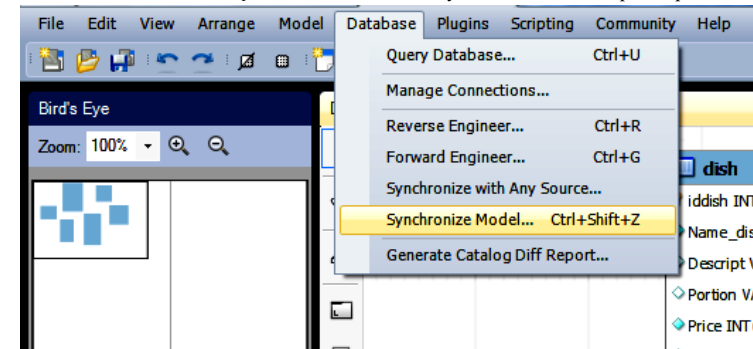 File Edit View Arrange Model Database Plugins Scripting Community Help
Query Database... Ctrl+U
Manage Connections...
Bird's Eye
Reverse Engineer... Ctrl+R
Zoom: 100%
Forward Engineer... Ctrl+G
dish
Synchronize with Any Source...
iddish INT
Synchronize Model... Ctrl+Shift+Z
Name_dis
Generate Catalog Diff Report...
Descript V
Portion VA
Price INT(